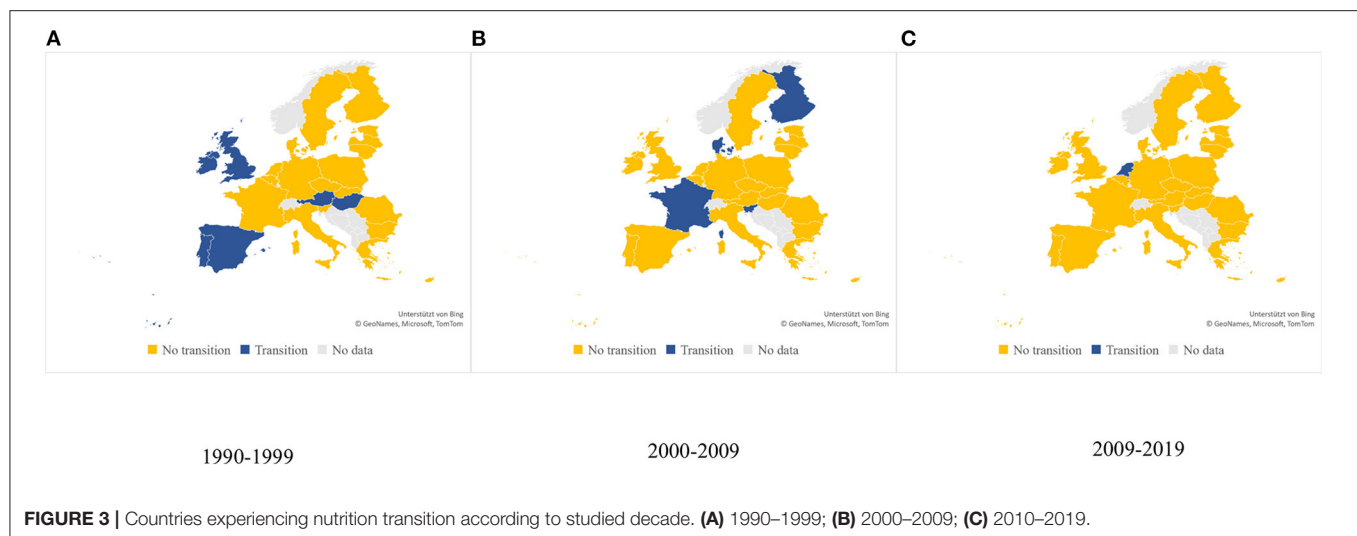 A
B
C
Unterstützt von Bing
© GeoNames, Microsoft, TomTom
No transition Transition No data
Unterstützt von Bing
© GeoNames, Microsoft, TomTom
No transition Transition No data
Unterstützt von Bing
© GeoNames, Microsoft, TomTom
No transition Transition No data
1990-1999
2000-2009
2009-2019
FIGURE 3 | Countries experiencing nutrition transition according to studied decade. (A) 1990–1999; (B) 2000–2009; (C) 2010–2019.